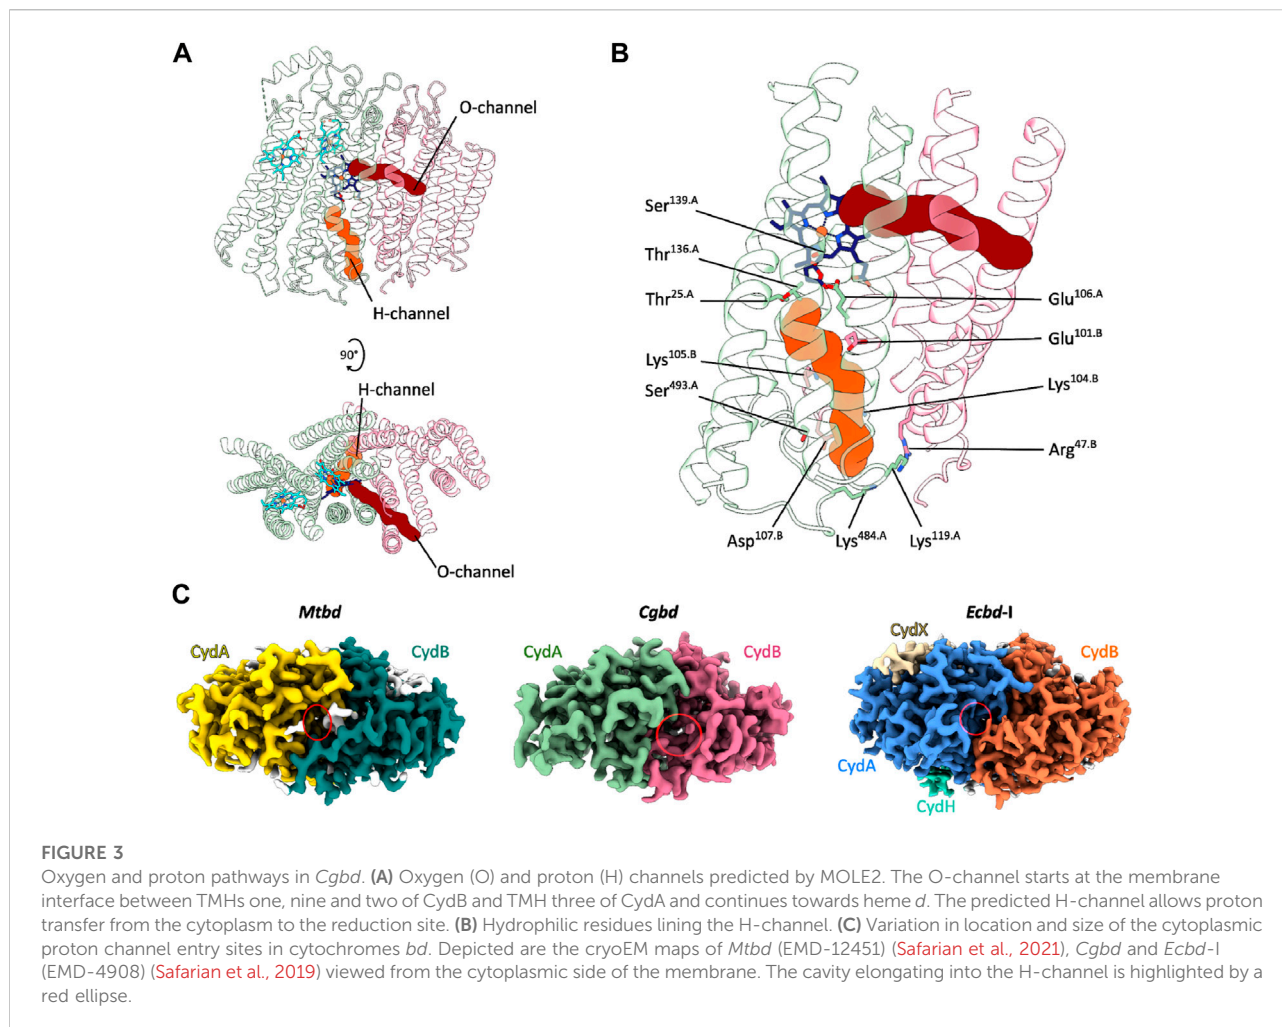 A
O-channel
H-channel
90°
H-channel
O-channel
B
Ser139.A
Thr136.A
Thr25.A
Lys105.B
Ser493.A
Glu106.A
Glu101.B
Lys104.B
Arg47.B
Asp107.B Lys484.A Lys119.A
C
Mtbd Cgbd Ecbd-I
CydA CydB
CydA CydB
CydX CydB
CydA
CydH
FIGURE 3
Oxygen and proton pathways in Cgbd. (A) Oxygen (O) and proton (H) channels predicted by MOLE2. The O-channel starts at the membrane
interface between TMHs one, nine and two of CydB and TMH three of CydA and continues towards heme d. The predicted H-channel allows proton
transfer from the cytoplasm to the reduction site. (B) Hydrophilic residues lining the H-channel. (C) Variation in location and size of the cytoplasmic
proton channel entry sites in cytochromes bd. Depicted are the cryoEM maps of Mtbd (EMD-12451) (Safarian et al., 2021), Cgbd and Ecbd-I
(EMD-4908) (Safarian et al., 2019) viewed from the cytoplasmic side of the membrane. The cavity elongating into the H-channel is highlighted by a
red ellipse.